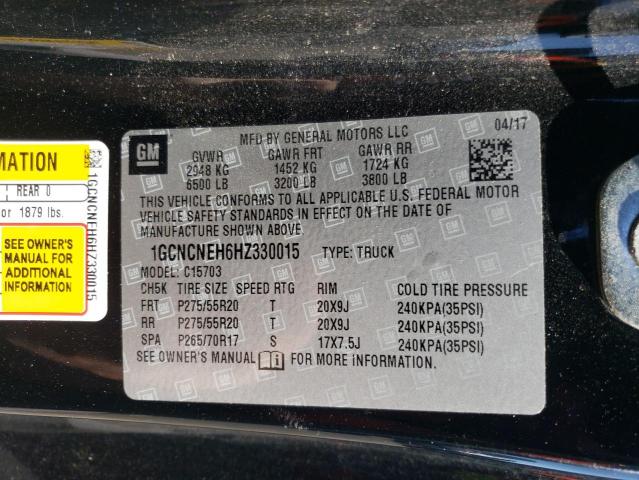 MATION
REAR 0
or 1879 lbs.
SEE OWNER'S
MANUAL FOR
ADDITIONAL
INFORMATION
1GCNCNEH6HZ330015
GM
MFD BY GENERAL MOTORS LLC
04/17
GVWR GAWR FRT GAWR RR
2948 KG 1452 KG 1724 KG
6500 LB 3200 LB 3800 LB
THIS VEHICLE CONFORMS TO ALL APPLICABLE U.S. FEDERAL MOTOR
VEHICLE SAFETY STANDARDS IN EFFECT ON THE DATE OF
MANUFACTURE SHOWN ABOVE.
1GCNCNEH6HZ330015 TYPE: TRUCK
MODEL: C15703
CH5K TIRE SIZE SPEED RTG RIM COLD TIRE PRESSURE
FRT P275/55R20 T 20X9J 240KPA(35PSI)
RR P275/55R20 T 20X9J 240KPA(35PSI)
SPA P265/70R17 S 17X7.5J 240KPA(35PSI)
SEE OWNER'S MANUAL FOR MORE INFORMATION.